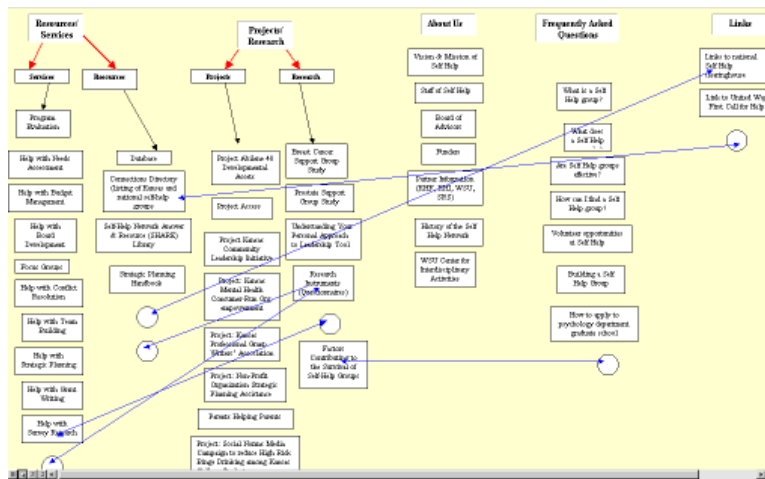 Resources/
Services
Services
Resources
Program
Evaluation
Help with Needs
Assessment
Help with Budget
Management
Help with
Board
Development
Focus Groups
Help with Conflict
Resolution
Help with Team
Building
Help with
Strategic Planning
Help with Grant
Writing
Help with
Survey Research
Database
Connections Directory
(listing of Kansas and
national self-help
groups
Self-Help Network Answer
& Resource (SHARE)
Library
Strategic Planning
Handbook
Projects/
Research
Projects
Research
Project Abilene 40
Developmental
Assets
Project Access
Project Kansas
Community
Leadership Initiative
Project: Kansas
Mental Health
Consumer-Run Org
empowerment
Project: Kansas
Professional Grant-
Writers' Association
Project: Non-Profit
Organization Strategic
Planning Assistance
Parents Helping Parents
Project: Social Norms Media
Campaign to reduce High Risk
Binge Drinking among Kansas
Breast Cancer
Support Group
Study
Prostate Support
Group Study
Understanding Your
Personal Approach
to Leadership Tool
Research
Instruments
(Questionnaires)
Factors
Contributing to
the Survival of
Self-Help Groups
About Us
Vision & Mission of
Self Help
Staff of Self Help
Board of
Advisors
Funders
Partner Integration
WSU,
SRS)
History of the Self
Help Network
WSU Center for
Interdisciplinary
Activities
Frequently Asked
Questions
What is a Self
Help group?
What does
a Self Help
Are Self Help groups
effective?
How can I find a Self
Help group?
Volunteer opportunities
at Self Help
Building a Self
Help Group
How to apply to
psychology department
graduate school
Links
Links to national
Self Help
clearinghouse
Link to United Way
First Call for Help